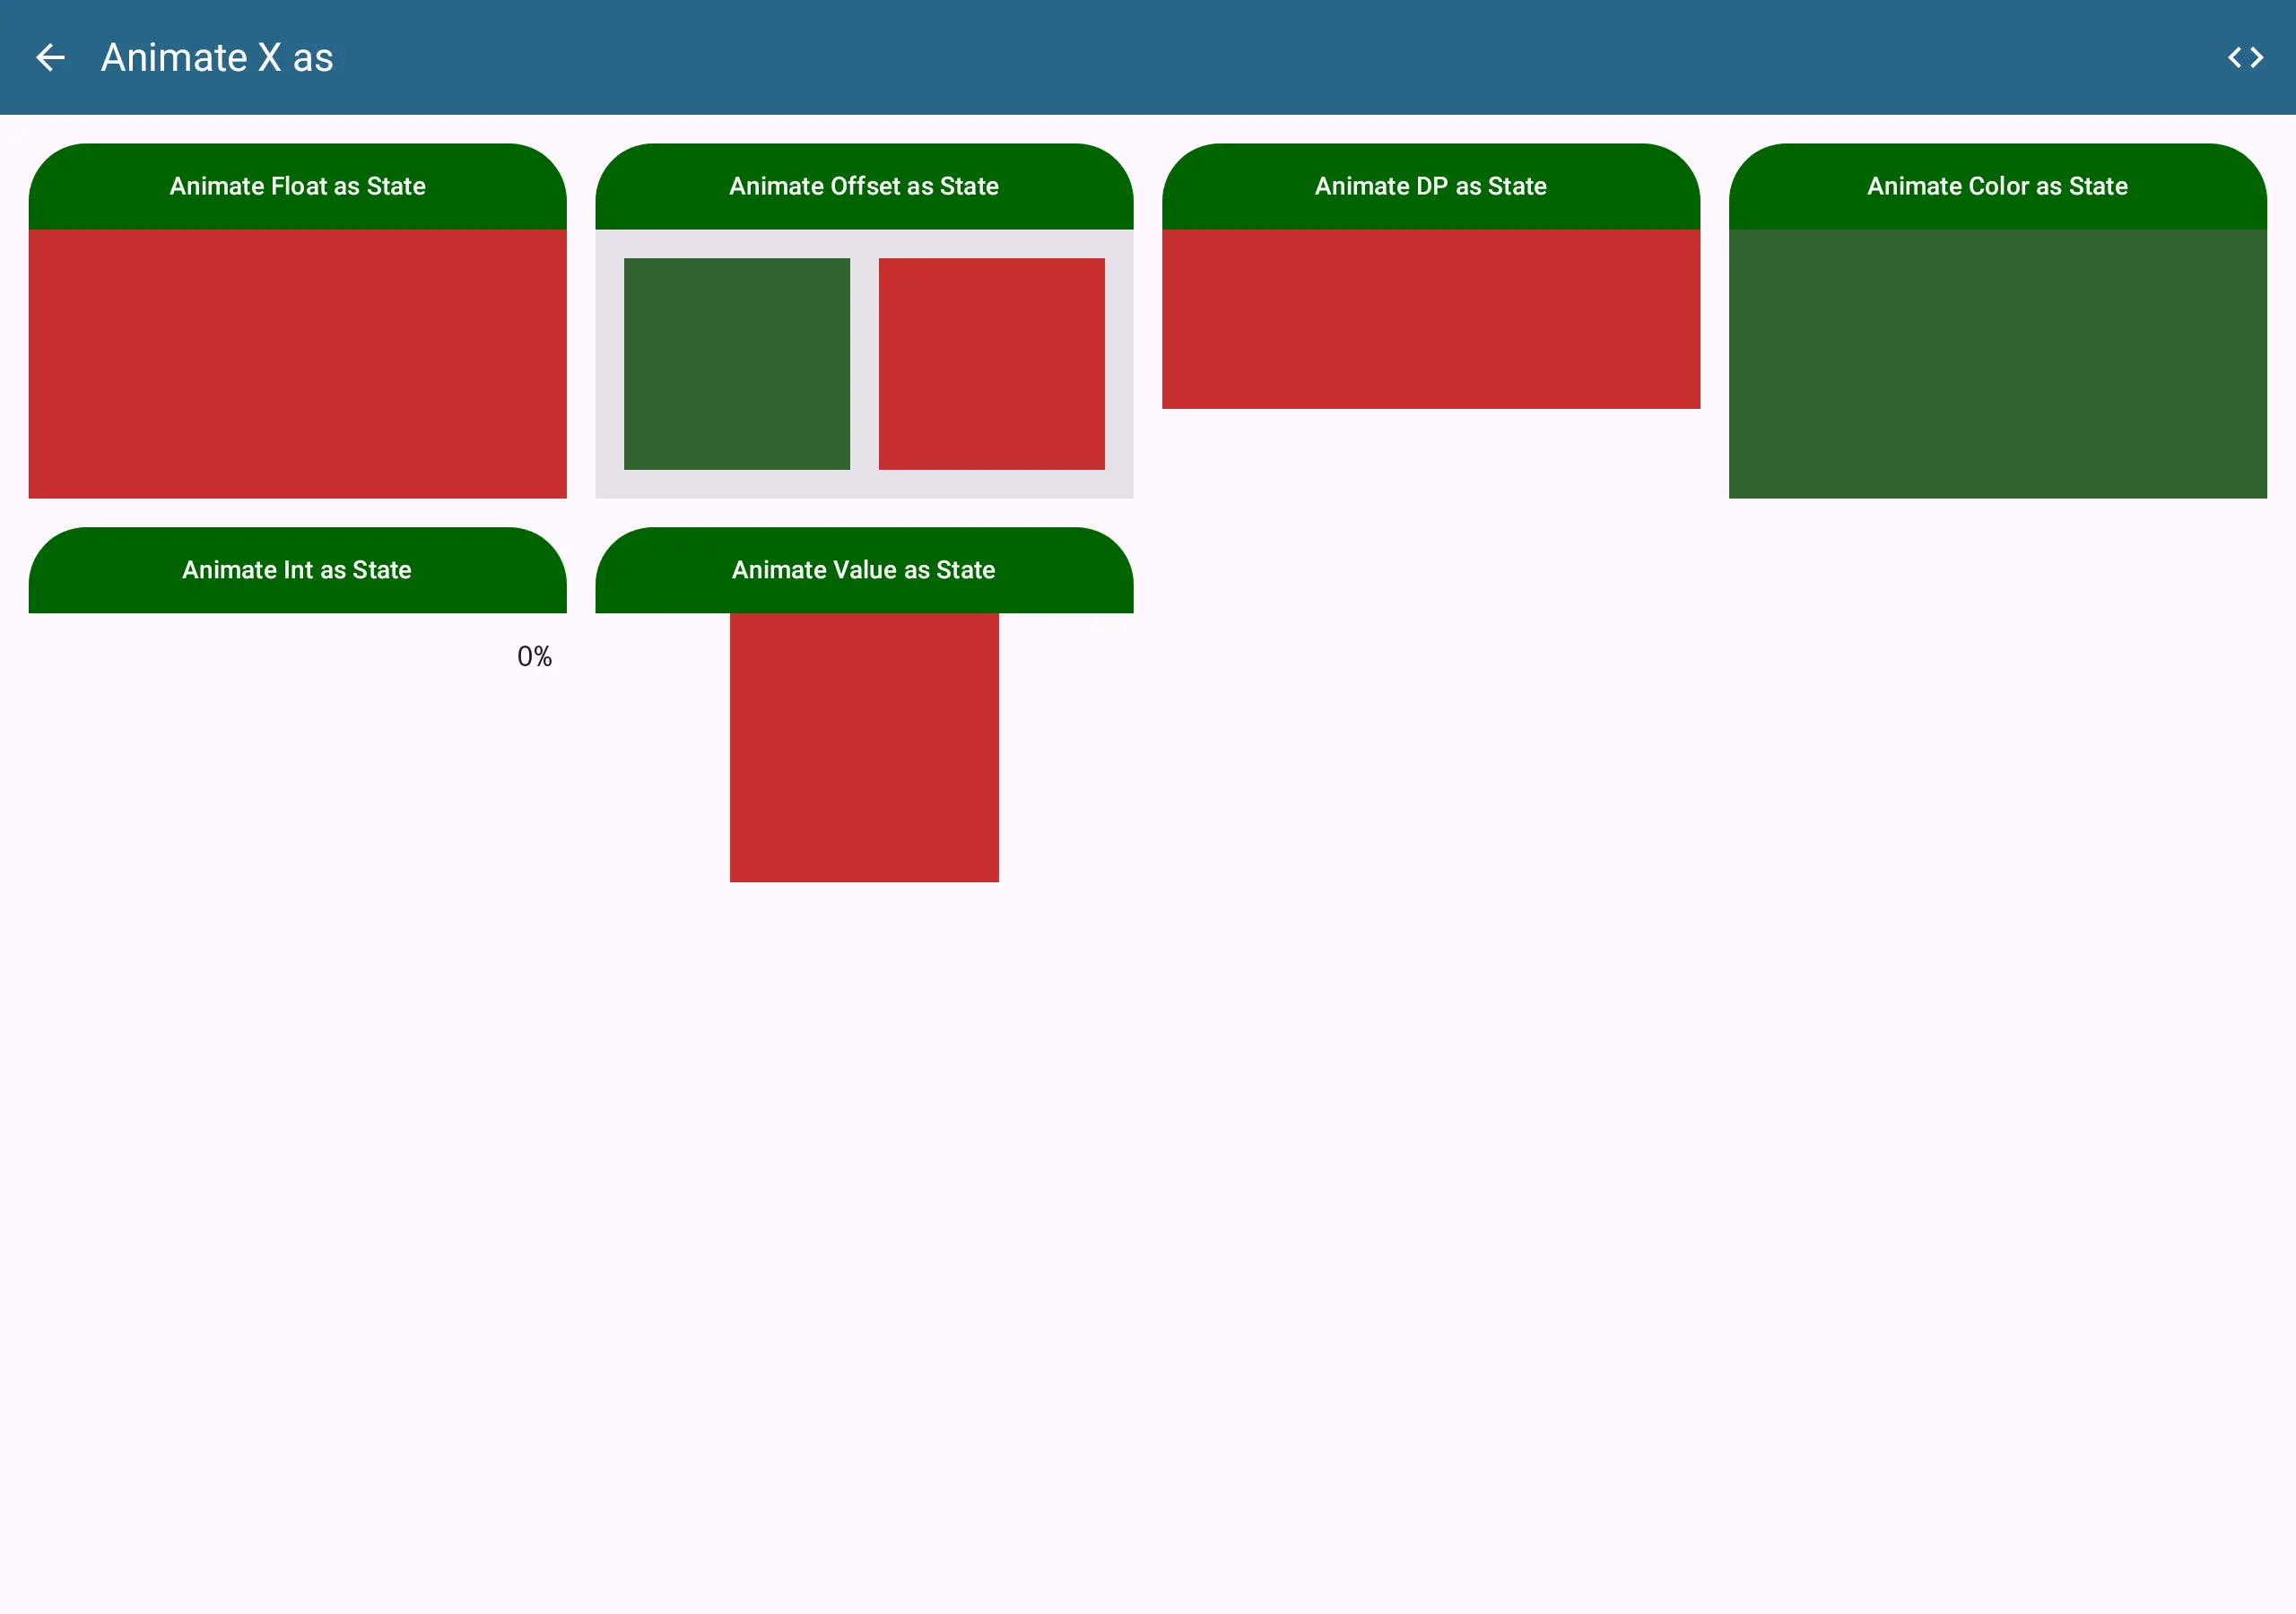 Animate X as
Animate Float as State
Animate Offset as State
Animate DP as State
Animate Color as State
Animate Int as State
Animate Value as State
0%